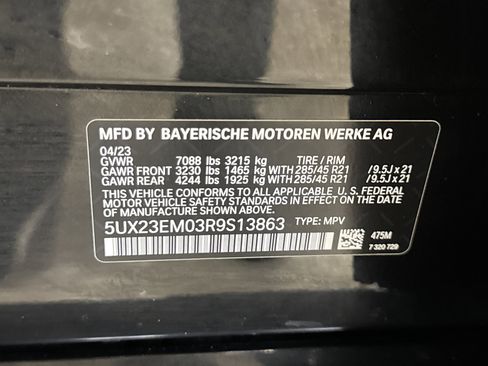 MFD BY BAYERISCHE MOTOREN WERKE AG
04/23
GVWR 7088 lbs 3215 kg TIRE / RIM
GAWR FRONT 3230 lbs 1465 kg WITH 285/45 R21 / 9.5J x 21
GAWR REAR 4244 lbs 1925 kg WITH 285/45 R21 / 9.5J x 21
THIS VEHICLE CONFORMS TO ALL APPLICABLE U. S. FEDERAL
MOTOR VEHICLE SAFETY STANDARDS IN EFFECT ON THE
DATE OF MANUFACTURE SHOWN ABOVE.
5UX23EM03R9S13863 TYPE: MPV
475M
7 320 729